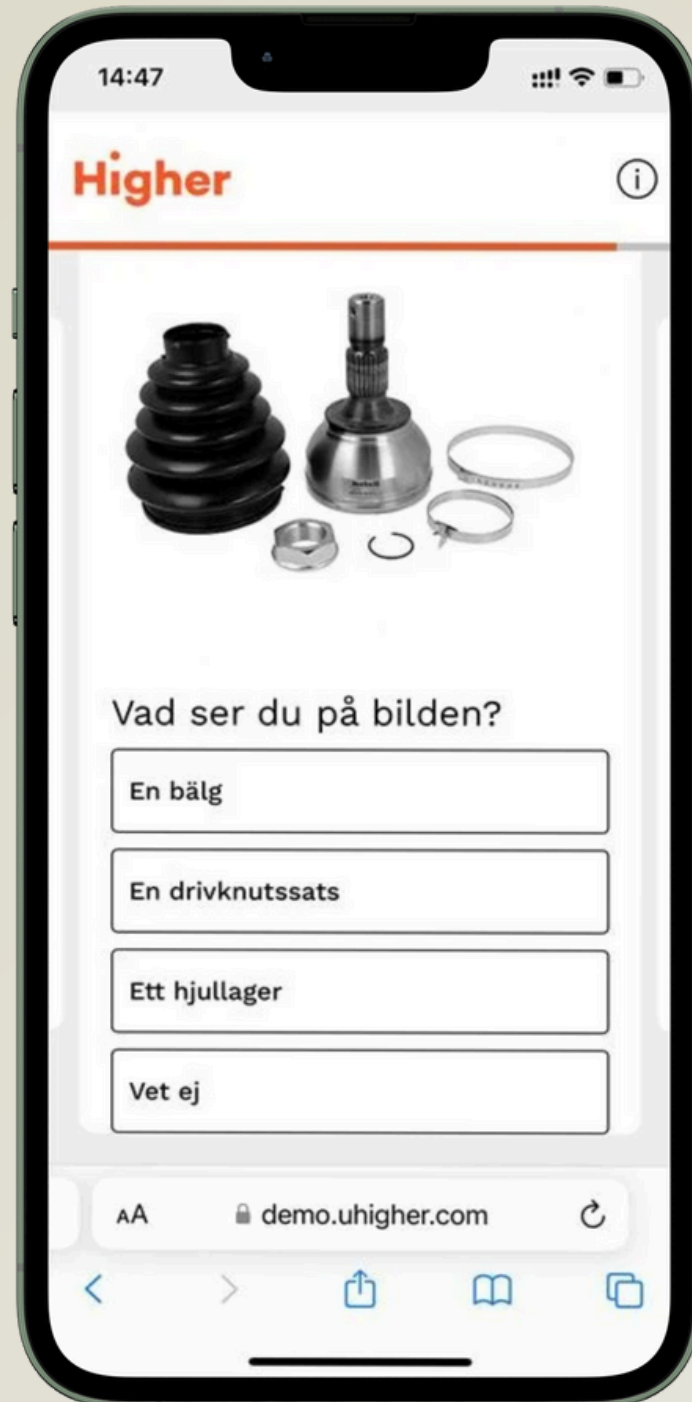 14:47
Higher
Vad ser du på bilden?
En bälg
En drivknutssats
Ett hjullager
Vet ej
AA
demo.uhigher.com